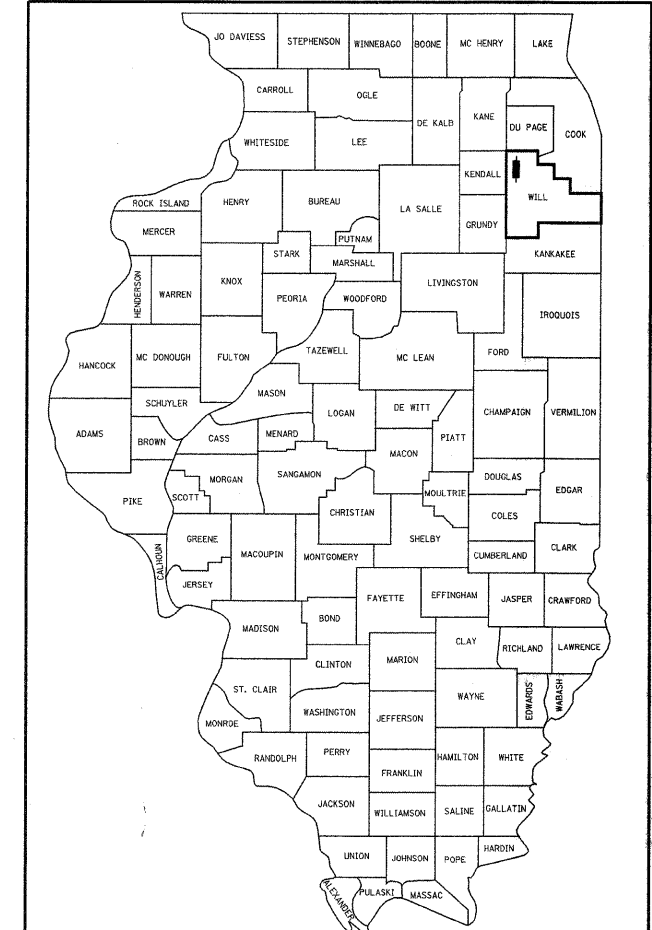 JO DAVIESS
STEPHENSON
WINNEBAGO
BOONE
MC HENRY
LAKE
CARROLL
OGLE
DE KALB
KANE
DU PAGE
COOK
WHITESIDE
LEE
KENDALL
WILL
ROCK ISLAND
HENRY
BUREAU
LA SALLE
GRUNDY
MERCER
PUTNAM
STARK
MARSHALL
KANKAKEE
HENDERSON
WARREN
KNOX
PEORIA
WOODFORD
LIVINGSTON
IROQUOIS
HANCOCK
MC DONOUGH
FULTON
TAZEWELL
MC LEAN
FORD
SCHUYLER
MASON
LOGAN
DE WITT
CHAMPAIGN
VERMILION
ADAMS
BROWN
CASS
MENARD
MACON
PIATT
PIKE
SCOTT
MORGAN
SANGAMON
CHRISTIAN
MOULTRIE
DOUGLAS
EDGAR
COLES
CALHOUN
GREENE
MACOUPIN
MONTGOMERY
SHELBY
CUMBERLAND
CLARK
JERSEY
FAYETTE
EFFINGHAM
JASPER
CRAWFORD
MADISON
BOND
CLAY
RICHLAND
LAWRENCE
CLINTON
MARION
ST. CLAIR
WAYNE
EDWARDS
WABASH
MONROE
WASHINGTON
JEFFERSON
RANDOLPH
PERRY
HAMILTON
WHITE
FRANKLIN
JACKSON
WILLIAMSON
SALINE
GALLATIN
UNION
JOHNSON
POPE
HARDIN
ALEXANDER
PULASKI
MASSAC